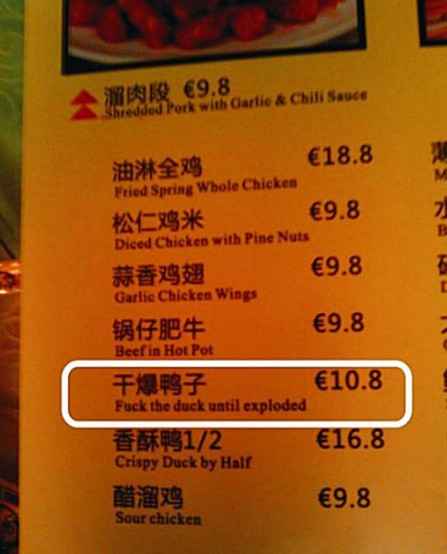 溜肉段 €9.8
Shredded Pork with Garlic & Chili Sauce
油淋全鸡 €18.8
Fried Spring Whole Chicken
松仁鸡米 €9.8
Diced Chicken with Pine Nuts
蒜香鸡翅 €9.8
Garlic Chicken Wings
锅仔肥牛 €9.8
Beef in Hot Pot
干爆鸭子 €10.8
Fuck the duck until exploded
香酥鸭1/2 €16.8
Crispy Duck by Half
醋溜鸡 €9.8
Sour chicken